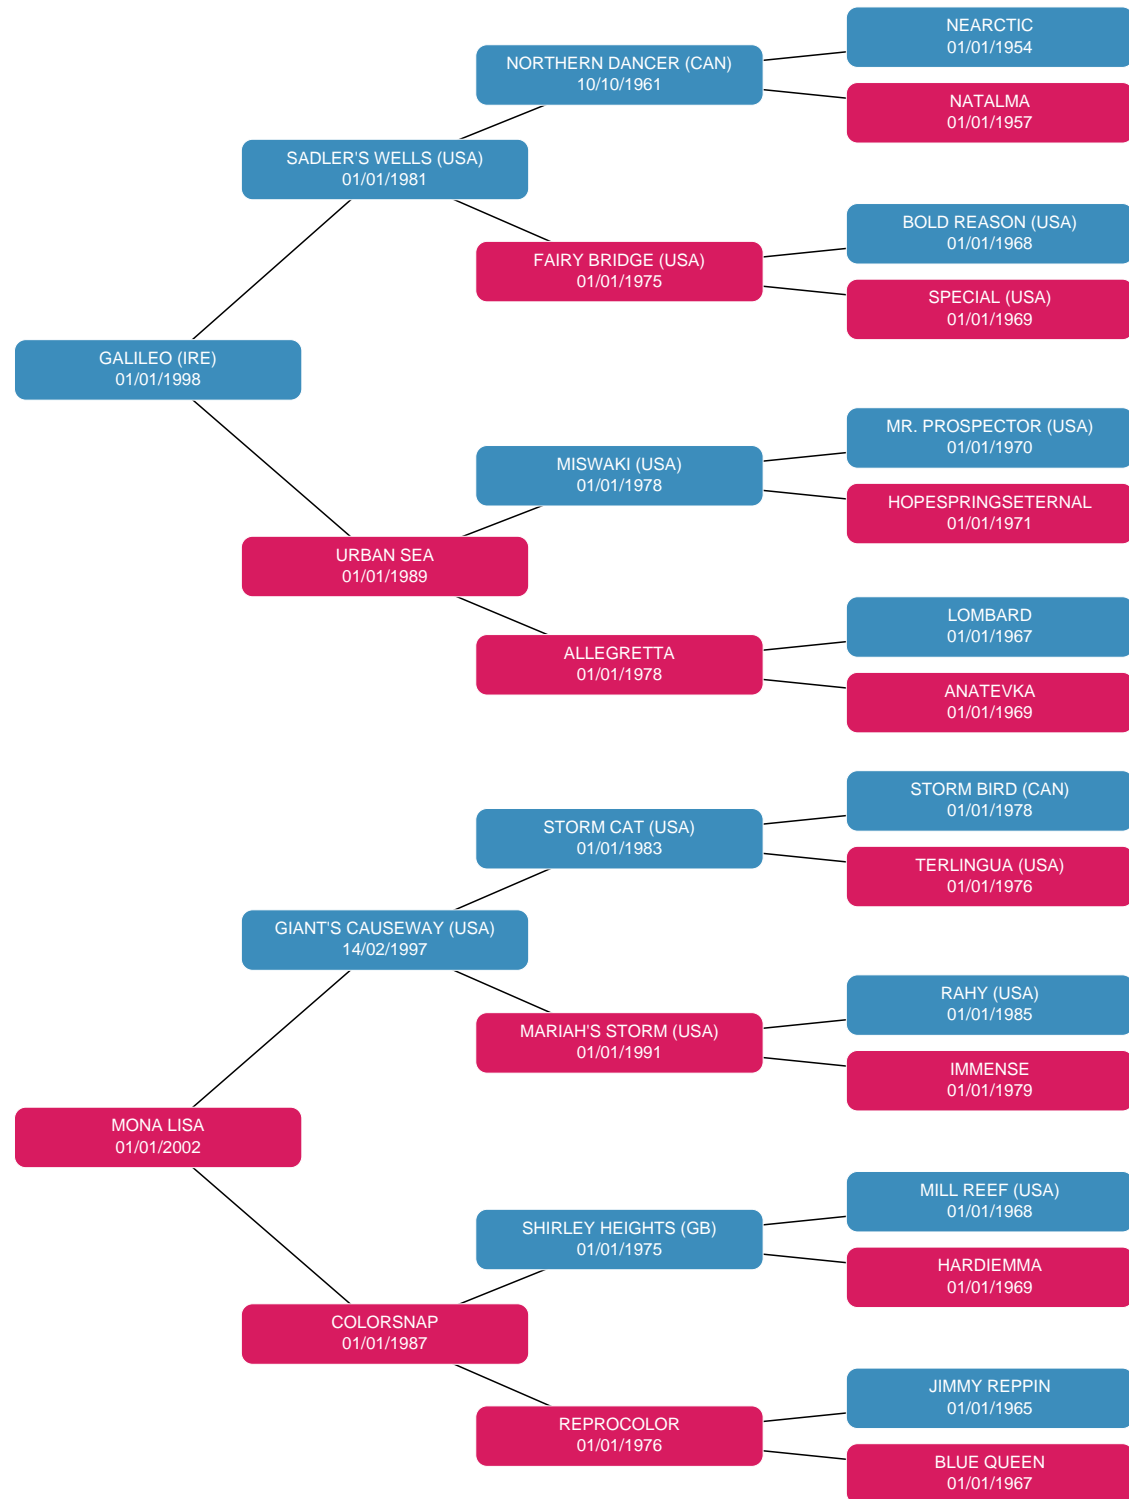 NEARCTIC
01/01/1954
NORTHERN DANCER (CAN)
10/10/1961
NATALMA
01/01/1957
SADLER'S WELLS (USA)
01/01/1981
BOLD REASON (USA)
01/01/1968
FAIRY BRIDGE (USA)
01/01/1975
SPECIAL (USA)
01/01/1969
GALILEO (IRE)
01/01/1998
MR. PROSPECTOR (USA)
01/01/1970
MISWAKI (USA)
01/01/1978
HOPESPRINGSETERNAL
01/01/1971
URBAN SEA
01/01/1989
LOMBARD
01/01/1967
ALLEGRETTA
01/01/1978
ANATEVKA
01/01/1969
STORM BIRD (CAN)
01/01/1978
STORM CAT (USA)
01/01/1983
TERLINGUA (USA)
01/01/1976
GIANT'S CAUSEWAY (USA)
14/02/1997
RAHY (USA)
01/01/1985
MARIAH'S STORM (USA)
01/01/1991
IMMENSE
01/01/1979
MONA LISA
01/01/2002
MILL REEF (USA)
01/01/1968
SHIRLEY HEIGHTS (GB)
01/01/1975
HARDIEMMA
01/01/1969
COLORSNAP
01/01/1987
JIMMY REPPIN
01/01/1965
REPROCOLOR
01/01/1976
BLUE QUEEN
01/01/1967